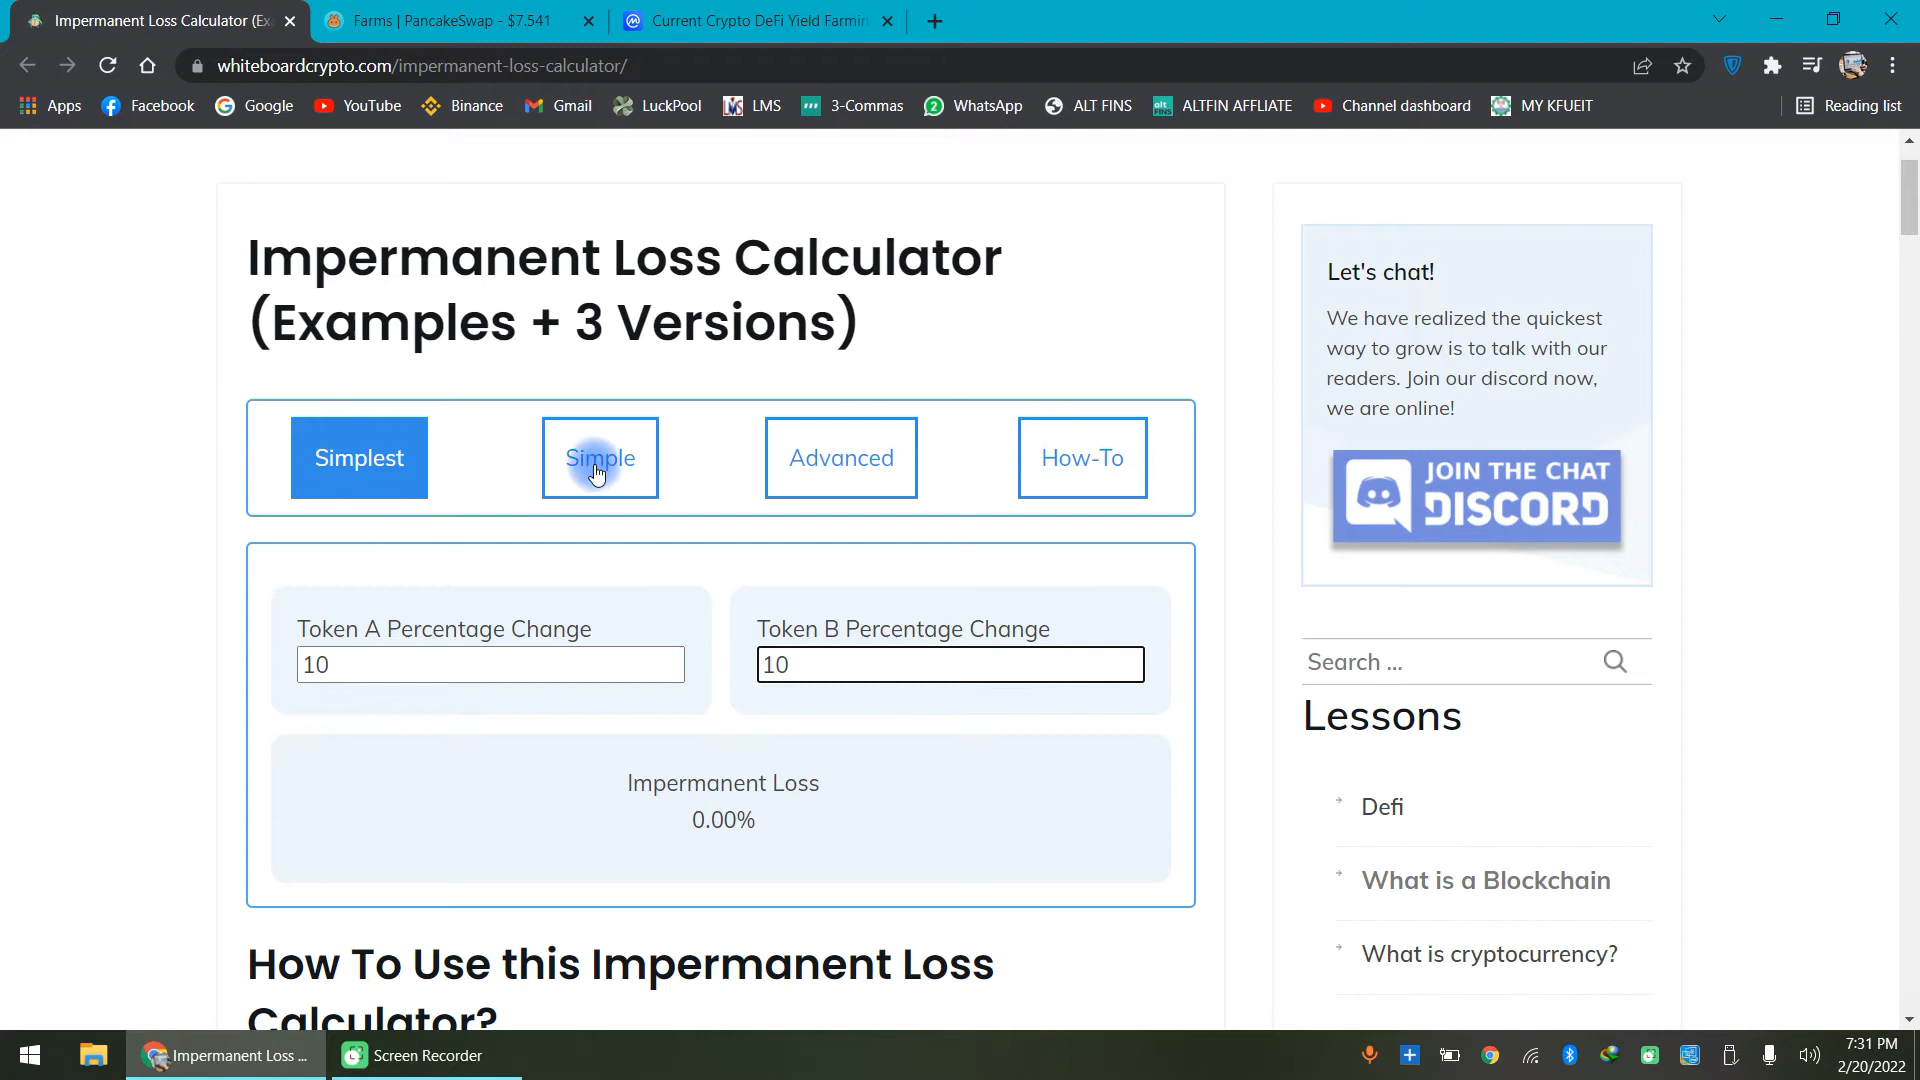 Impermanent Loss Calculator (Ex
Farms | PancakeSwap - $7.541
Current Crypto DeFi Yield Farmin
whiteboardcrypto.com/impermanent-loss-calculator/
Apps
Facebook
Google
YouTube
Binance
Gmail
LuckPool
LMS
3-Commas
WhatsApp
ALT FINS
ALTFIN AFFLIATE
Channel dashboard
MY KFUEIT
Reading list
Impermanent Loss Calculator
(Examples + 3 Versions)
Simplest
Simple
Advanced
How-To
Token A Percentage Change
10
Token B Percentage Change
10
Impermanent Loss
0.00%
How To Use this Impermanent Loss
Calculator?
Let's chat!
We have realized the quickest
way to grow is to talk with our
readers. Join our discord now,
we are online!
JOIN THE CHAT
DISCORD
Search ...
Lessons
Defi
What is a Blockchain
What is cryptocurrency?
Impermanent Loss ...
Screen Recorder
7:31 PM
2/20/2022